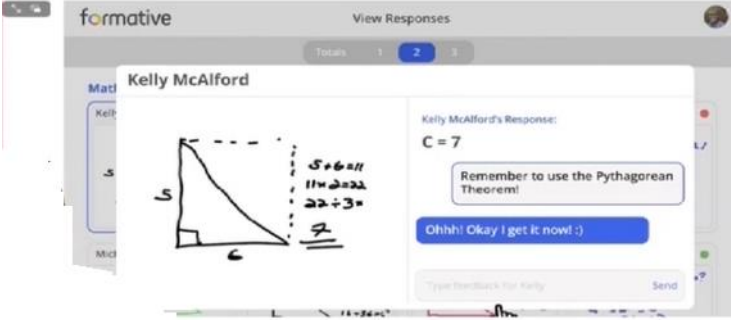 formative
View Responses
Totals 1 2 3
Kelly McAlford
5
6
5+6=11
11×2=22
22÷3=
7
Kelly McAlford's Response:
C = 7
Remember to use the Pythagorean
Theorem!
Ohhh! Okay I get it now! :)
Type feedback for Kelly
Send